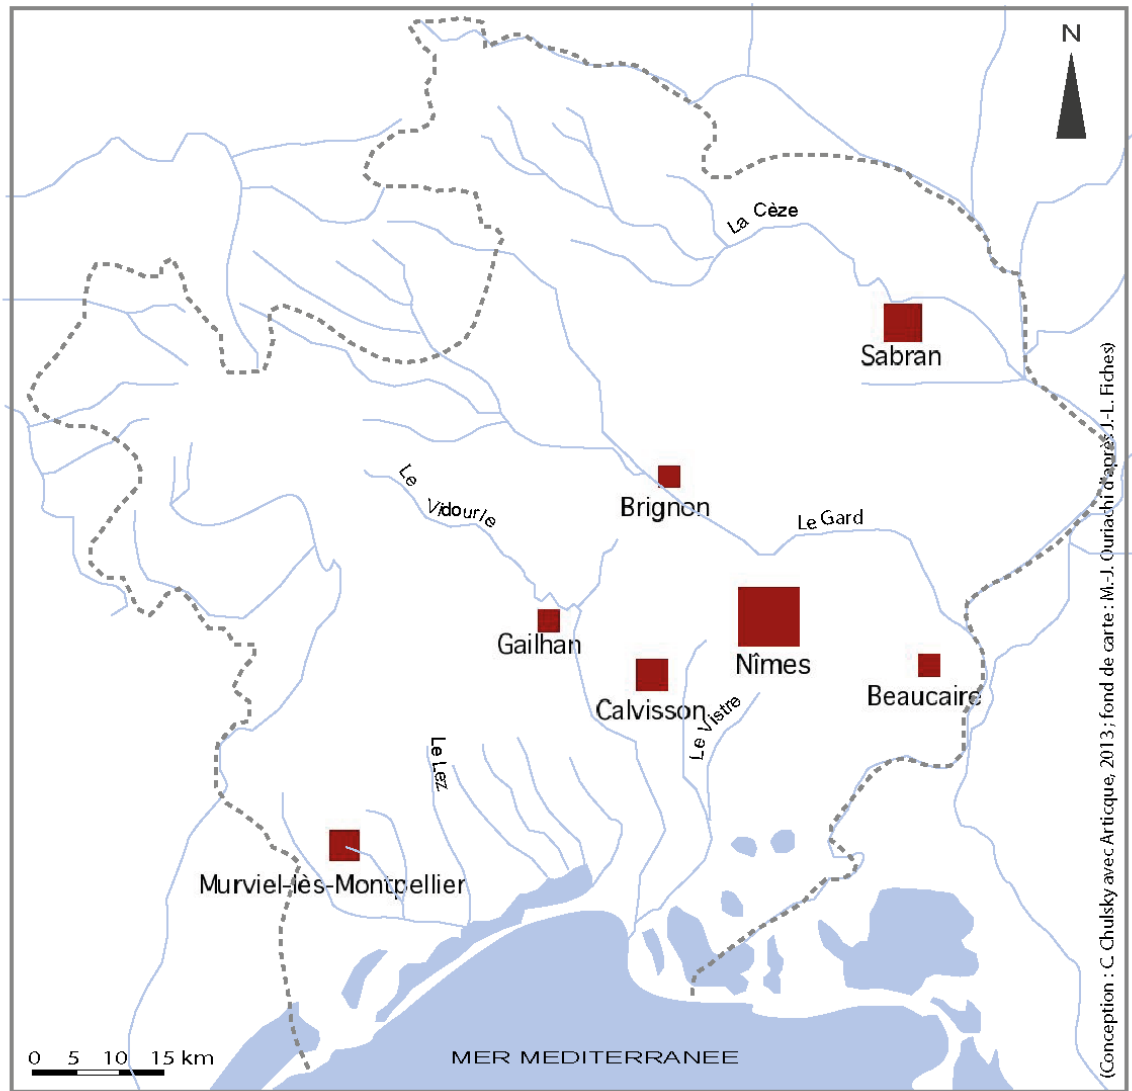 N
La Cèze
Sabran
Brignon
Le Vidourle
Le Gard
Gailhan
Nîmes
Calvisson
Beaucaire
Le Vistre
Le Lez
Murviel-lès-Montpellier
0 5 10 15 km
MER MEDITERRANEE
(Conception : C. Chulsky avec Articque, 2013 ; fond de carte : M.-J. Ouriachi d'après J.-L. Fiches)